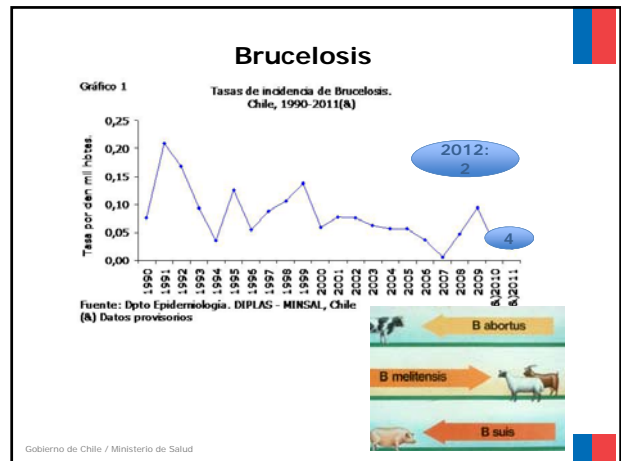 Brucelosis
Gráfico 1
Tasas de incidencia de Brucelosis.
Chile, 1990-2011(&)
Tasa por cien mil hbtes.
0,25
0,20
0,15
0,10
0,05
0,00
2012:
2
4
1990
1991
1992
1993
1994
1995
1996
1997
1998
1999
2000
2001
2002
2003
2004
2005
2006
2007
2008
2009
(&)2010
(&)2011
Fuente: Dpto Epidemiología. DIPLAS - MINSAL, Chile
(&) Datos provisorios
B abortus
B melitensis
B suis
Gobierno de Chile / Ministerio de Salud